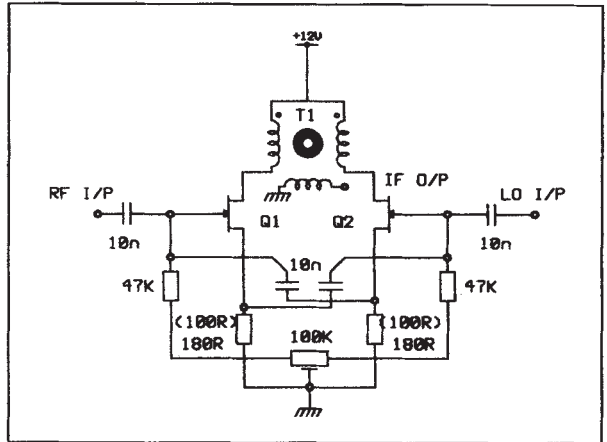 +12V
T1
RF I/P
IF O/P
LO I/P
Q1
Q2
10n
10n
10n
47K
47K
(100R)
180R
100K
(100R)
180R